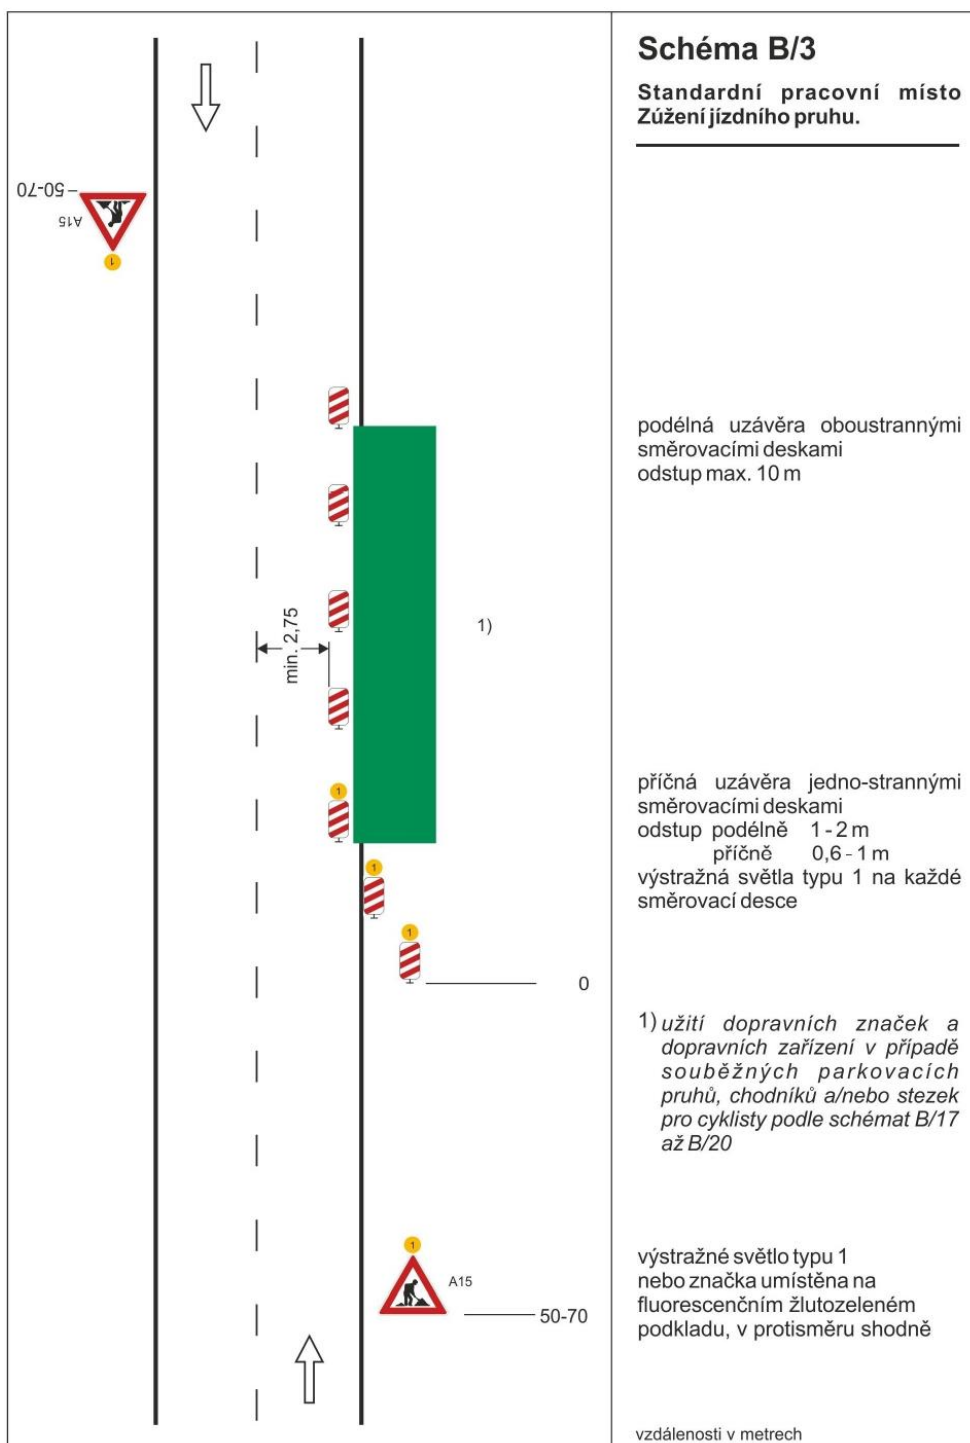 Schéma B/3
Standardní pracovní místo
Zúžení jízdního pruhu.
50-70
A15
1
podélná uzávěra oboustrannými
směrovacími deskami
odstup max. 10 m
min. 2,75
1)
příčná uzávěra jedno-strannými
směrovacími deskami
odstup podélně 1 - 2 m
příčně 0,6 - 1 m
výstražná světla typu 1 na každé
směrovací desce
1
1
1
0
1) užití dopravních značek a
dopravních zařízení v případě
souběžných parkovacích
pruhů, chodníků a/nebo stezek
pro cyklisty podle schémat B/17
až B/20
1
A15
50-70
výstražné světlo typu 1
nebo značka umístěna na
fluorescenčním žlutozeleném
podkladu, v protisměru shodně
vzdálenosti v metrech